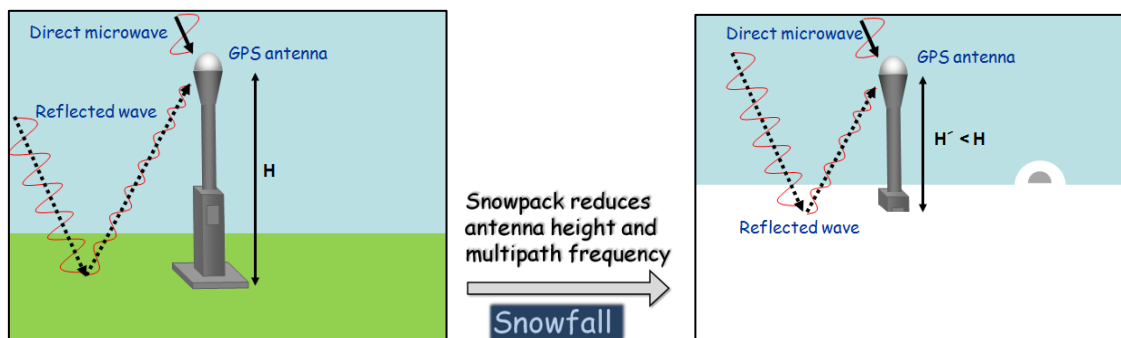 Direct microwave
GPS antenna
Reflected wave
H
Snowpack reduces
antenna height and
multipath frequency
Snowfall
Direct microwave
GPS antenna
H´ < H
Reflected wave